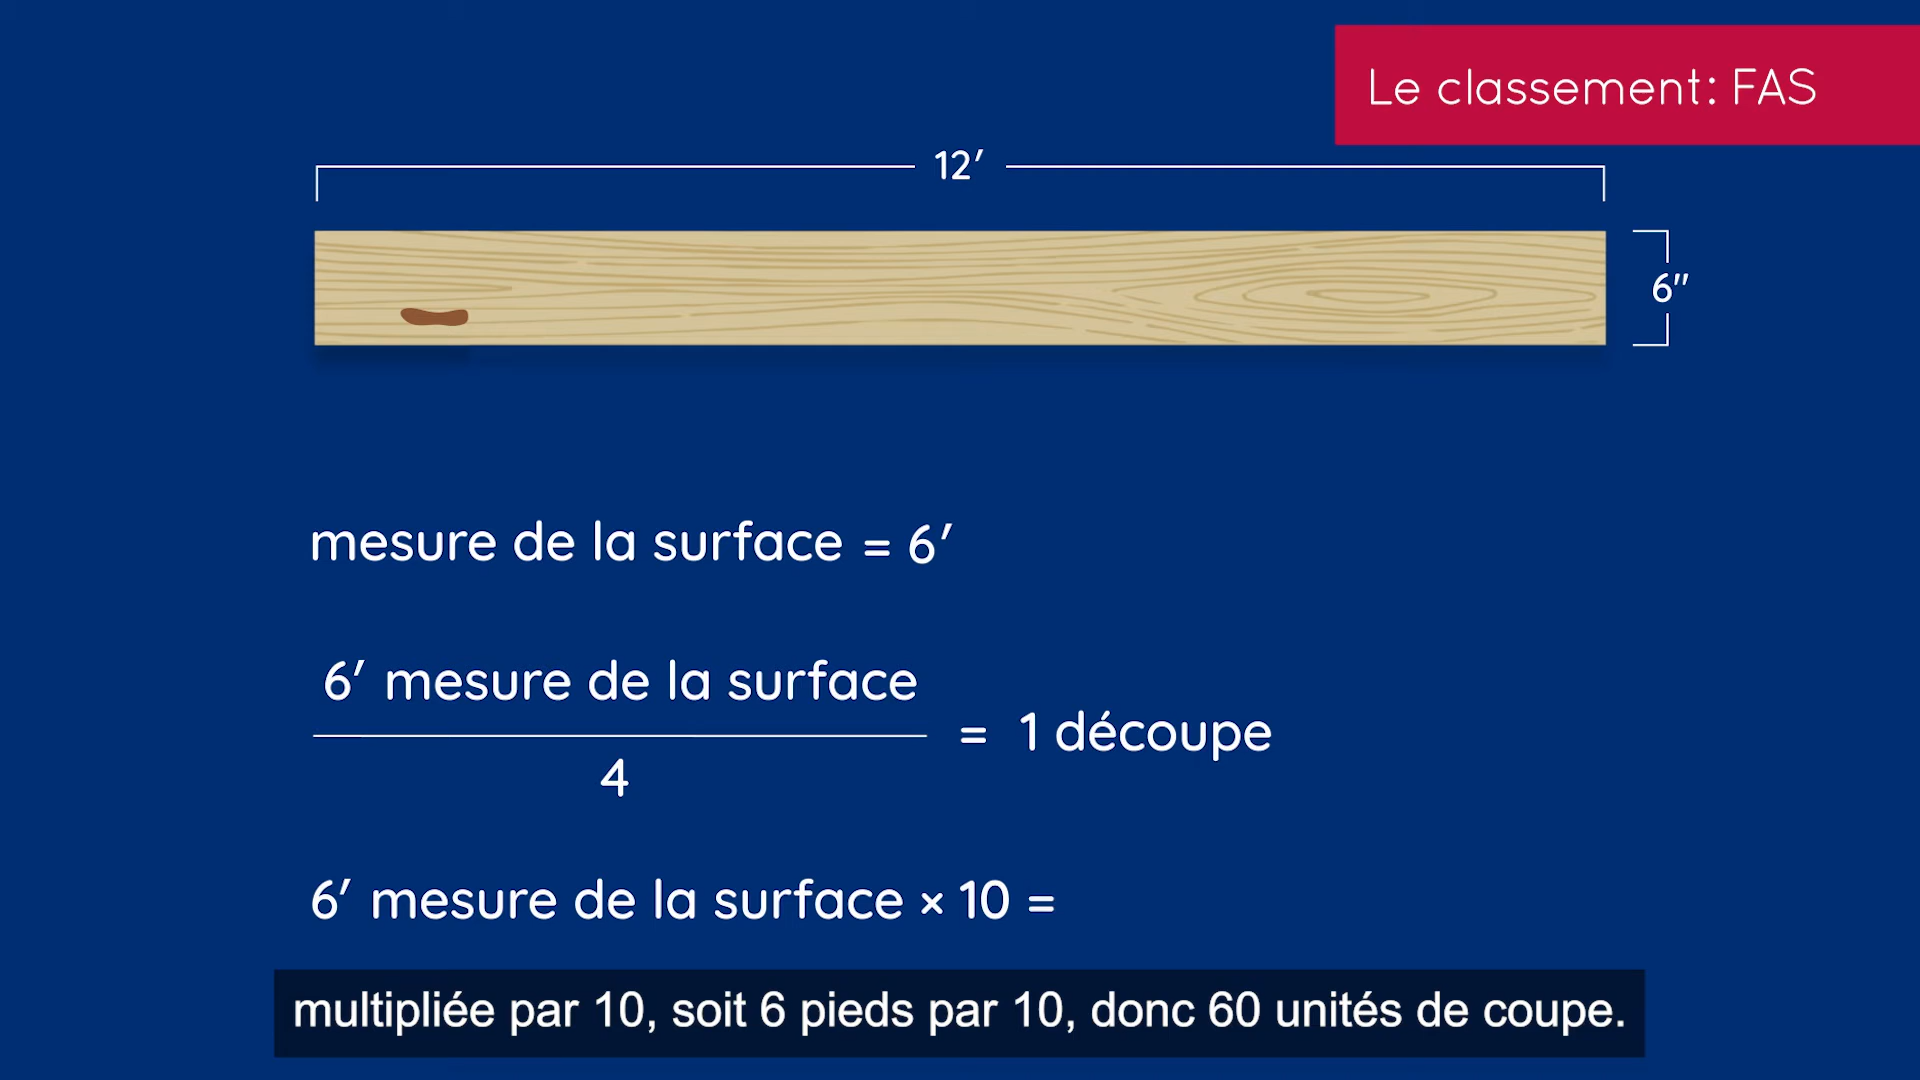 Le classement: FAS
12′
6″
mesure de la surface = 6′
6′ mesure de la surface
4
= 1 découpe
6′ mesure de la surface × 10 =
multipliée par 10, soit 6 pieds par 10, donc 60 unités de coupe.